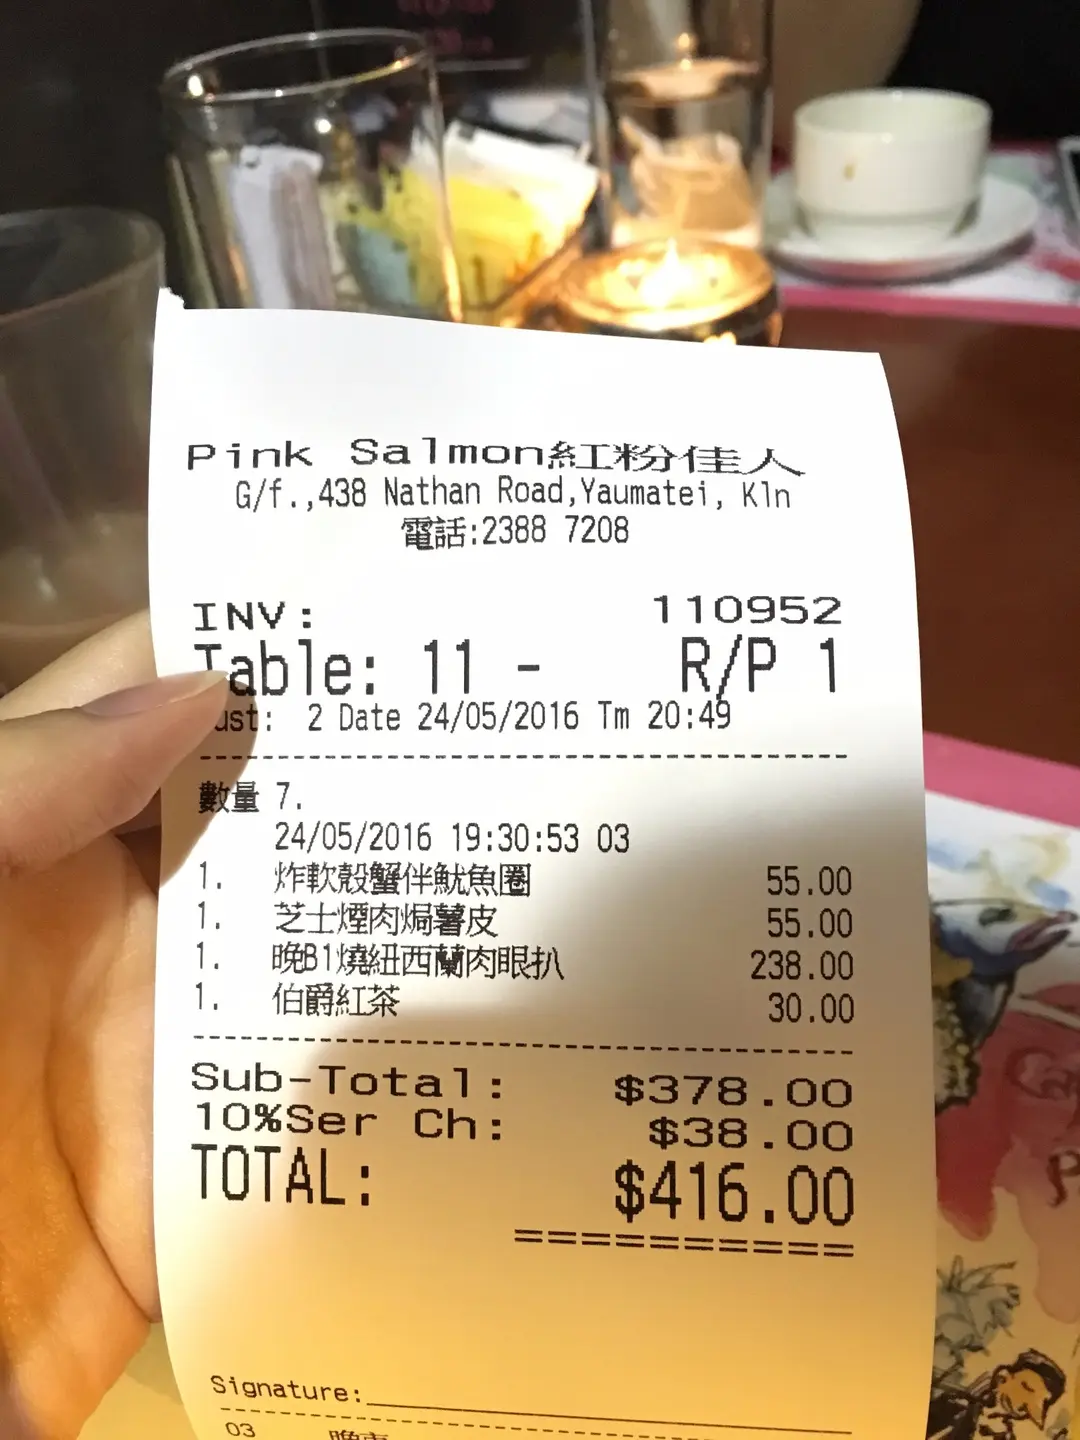 Pink Salmon紅粉佳人
G/f.,438 Nathan Road,Yaumatei, Kln
電話:2388 7208
INV: 110952
Table: 11 - R/P 1
ust: 2 Date 24/05/2016 Tm 20:49
數量 7.
24/05/2016 19:30:53 03
1. 炸軟殼蟹伴魷魚圈 55.00
1. 芝士煙肉焗薯皮 55.00
1. 晚B1燒紐西蘭肉眼扒 238.00
1. 伯爵紅茶 30.00
Sub-Total: $378.00
10%Ser Ch: $38.00
TOTAL: $416.00
==========
Signature:
03